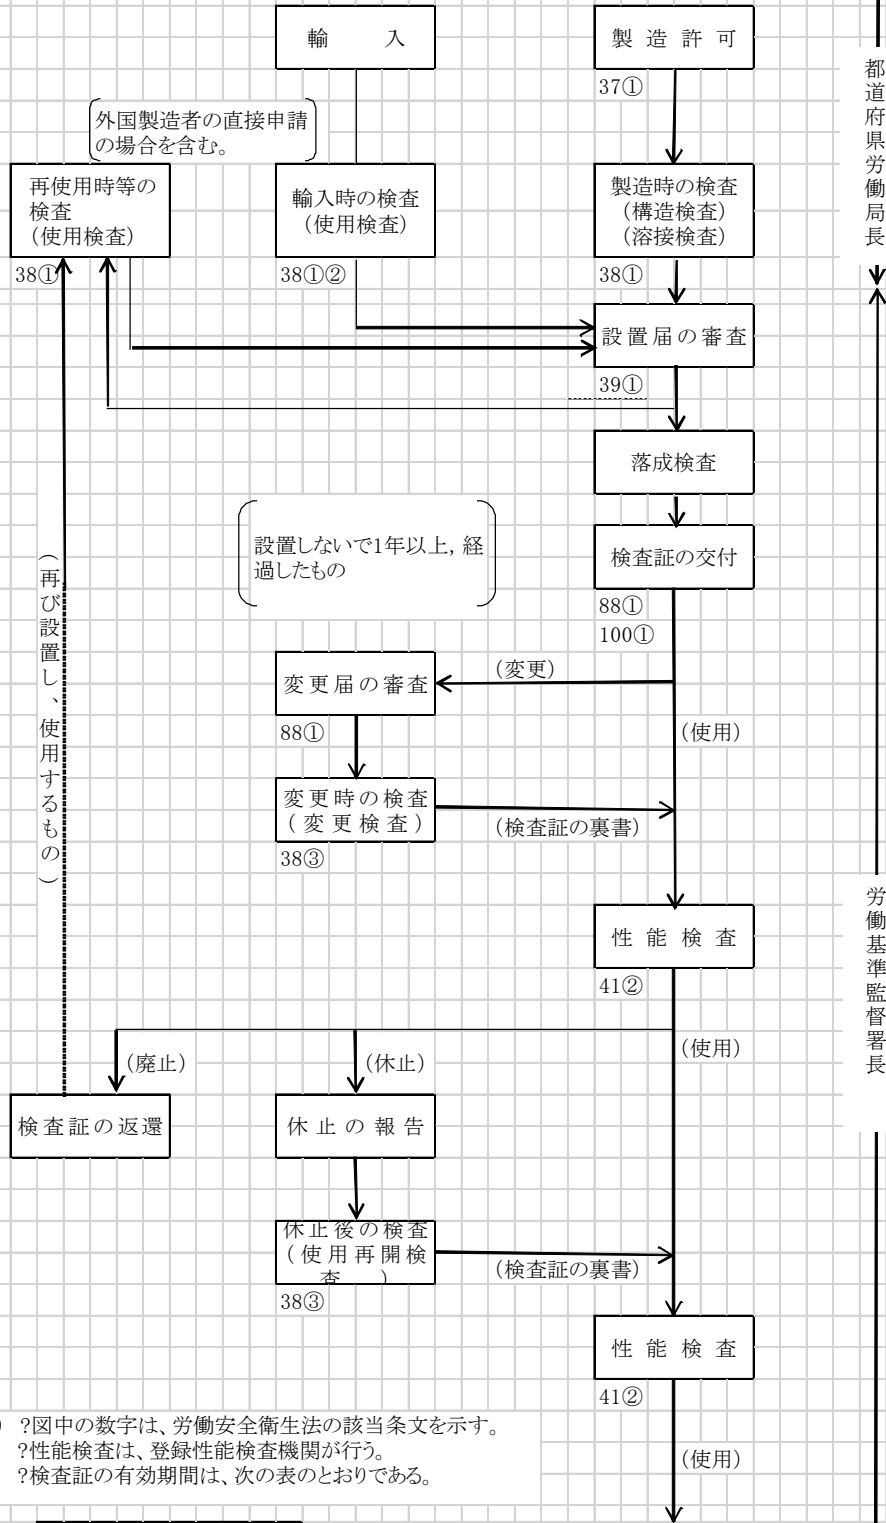 輸入
製造許可
37①
都道府県労働局長
外国製造者の直接申請
の場合を含む。
再使用時等の
検査
（使用検査）
38①
輸入時の検査
（使用検査）
38①②
製造時の検査
（構造検査）
（溶接検査）
38①
設置届の審査
39①
落成検査
設置しないで1年以上，経
過したもの
検査証の交付
88①
100①
（再び設置し、使用するもの）
変更届の審査
（変更）
88①
（使用）
変更時の検査
（変更検査）
（検査証の裏書）
38③
労働基準監督署長
性能検査
41②
（使用）
（廃止）
（休止）
検査証の返還
休止の報告
休止後の検査
（使用再開検
査）
（検査証の裏書）
38③
性能検査
41②
）?図中の数字は、労働安全衛生法の該当条文を示す。
?性能検査は、登録性能検査機関が行う。
?検査証の有効期間は、次の表のとおりである。
（使用）